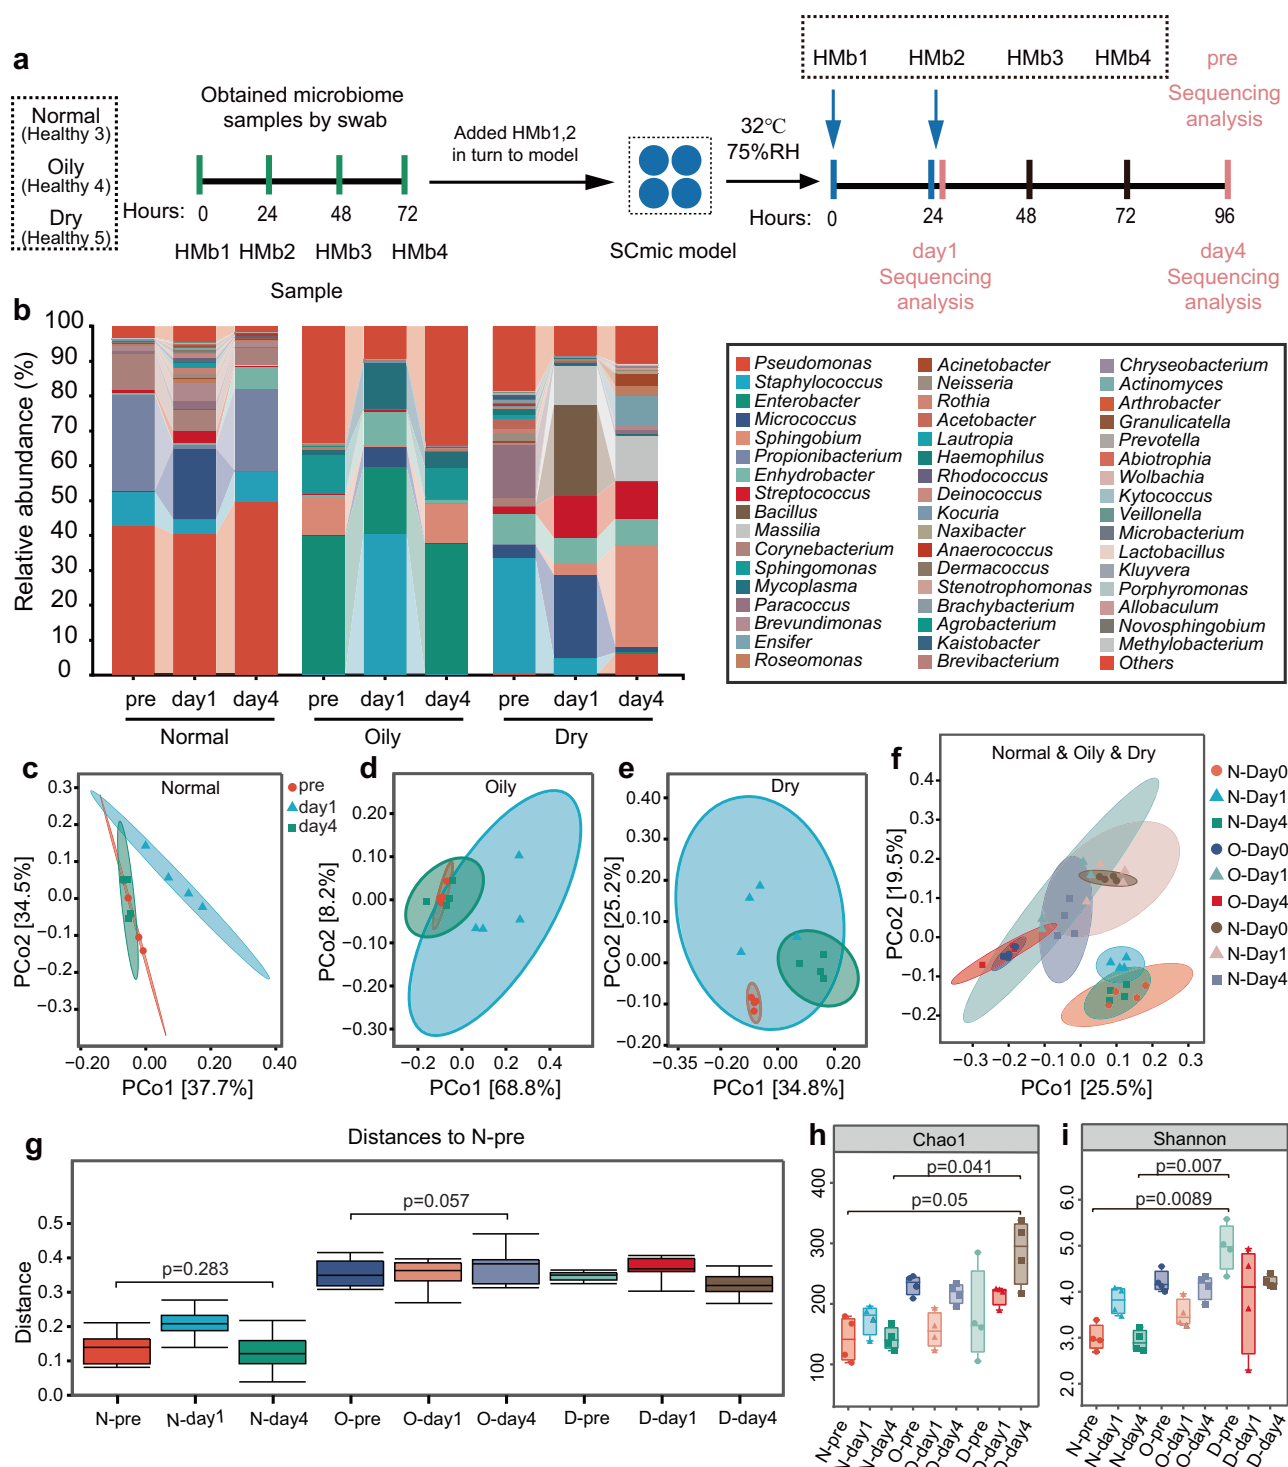 a
Normal
(Healthy 3)
Oily
(Healthy 4)
Dry
(Healthy 5)
Obtained microbiome
samples by swab
Hours: 0 24 48 72
HMb1 HMb2 HMb3 HMb4
Sample
Added HMb1,2
in turn to model
SCmic model
32℃
75%RH
HMb1 HMb2 HMb3 HMb4
pre
Sequencing
analysis
Hours: 0 24 48 72 96
day1
Sequencing
analysis
day4
Sequencing
analysis
b
Relative abundance (%)
100
90
80
70
60
50
40
30
20
10
0
pre day1 day4 pre day1 day4 pre day1 day4
Normal Oily Dry
Pseudomonas
Staphylococcus
Enterobacter
Micrococcus
Sphingobium
Propionibacterium
Enhydrobacter
Streptococcus
Bacillus
Massilia
Corynebacterium
Sphingomonas
Mycoplasma
Paracoccus
Brevundimonas
Ensifer
Roseomonas
Acinetobacter
Neisseria
Rothia
Acetobacter
Lautropia
Haemophilus
Rhodococcus
Deinococcus
Kocuria
Naxibacter
Anaerococcus
Dermacoccus
Stenotrophomonas
Brachybacterium
Agrobacterium
Kaistobacter
Brevibacterium
Chryseobacterium
Actinomyces
Arthrobacter
Granulicatella
Prevotella
Abiotrophia
Wolbachia
Kytococcus
Veillonella
Microbacterium
Lactobacillus
Kluyvera
Porphyromonas
Allobaculum
Novosphingobium
Methylobacterium
Others
c
Normal
PCo2 [34.5%]
0.3
0.2
0.1
0.0
−0.1
−0.2
−0.3
−0.20 0.00 0.20 0.40
PCo1 [37.7%]
pre
day1
day4
d
Oily
PCo2 [8.2%]
0.20
0.10
0.00
−0.10
−0.20
−0.30
−0.2 0.0 0.2 0.4
PCo1 [68.8%]
e
Dry
PCo2 [25.2%]
0.40
0.30
0.20
0.10
0.00
−0.10
−0.20
−0.35 −0.20 0.00 0.20
PCo1 [34.8%]
f
Normal & Oily & Dry
PCo2 [19.5%]
0.4
0.3
0.2
0.1
0.0
−0.1
−0.2
−0.3 −0.2 −0.1 0.0 0.1 0.2 0.3
PCo1 [25.5%]
N-Day0
N-Day1
N-Day4
O-Day0
O-Day1
O-Day4
N-Day0
N-Day1
N-Day4
g
Distances to N-pre
Distance
0.5
0.4
0.3
0.2
0.1
0.0
p=0.283
p=0.057
N-pre N-day1 N-day4 O-pre O-day1 O-day4 D-pre D-day1 D-day4
h
Chao1
400
300
200
100
p=0.041
p=0.05
N-pre N-day1 N-day4 O-pre O-day1 O-day4 D-pre
i
Shannon
6.0
5.0
4.0
3.0
2.0
p=0.007
p=0.0089
N-pre N-day1 N-day4 O-pre O-day1 O-day4 D-pre D-day1 D-day4